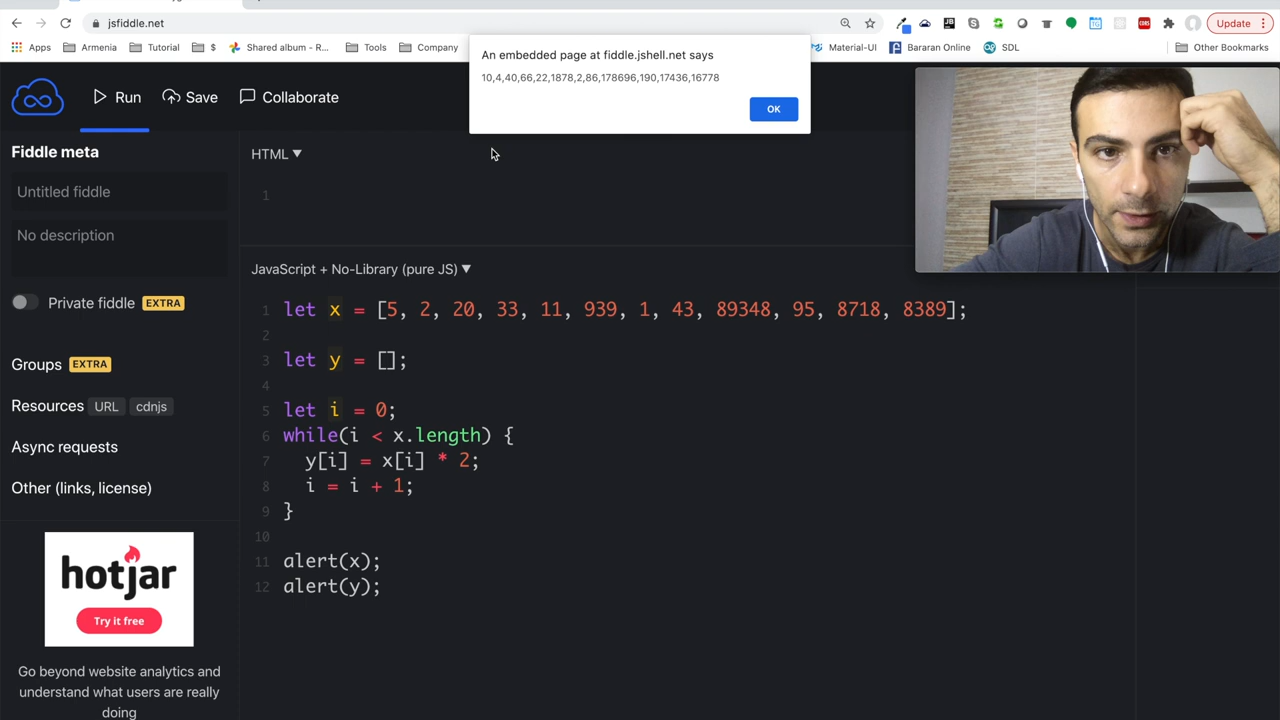 jsfiddle.net
Update
Apps
Armenia
Tutorial
$
Shared album - R...
Tools
Company
Material-UI
Bararan Online
SDL
Other Bookmarks
An embedded page at fiddle.jshell.net says
10,4,40,66,22,1878,2,86,178696,190,17436,16778
OK
Run
Save
Collaborate
Fiddle meta
Untitled fiddle
No description
Private fiddle EXTRA
Groups EXTRA
Resources URL cdnjs
Async requests
Other (links, license)
hotjar
Try it free
Go beyond website analytics and
understand what users are really
doing
HTML ▼
1
JavaScript + No-Library (pure JS) ▼
1 let x = [5, 2, 20, 33, 11, 939, 1, 43, 89348, 95, 8718, 8389];
2
3 let y = [];
4
5 let i = 0;
6 while(i < x.length) {
7 y[i] = x[i] * 2;
8 i = i + 1;
9 }
10
11 alert(x);
12 alert(y);